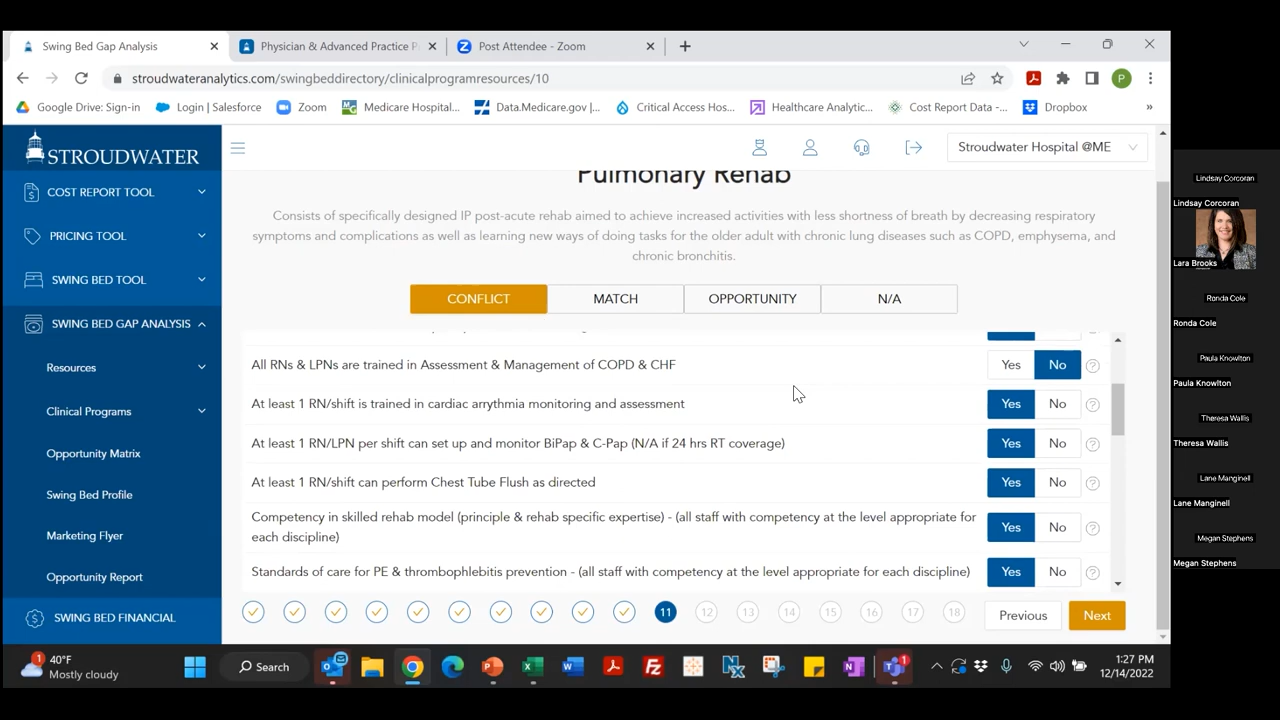 Swing Bed Gap Analysis
Physician & Advanced Practice P
Post Attendee - Zoom
stroudwateranalytics.com/swingbeddirectory/clinicalprogramresources/10
P
Google Drive: Sign-in
Login | Salesforce
Zoom
Medicare Hospital...
Data.Medicare.gov |...
Critical Access Hos...
Healthcare Analytic...
Cost Report Data -...
Dropbox
»
STROUDWATER
Stroudwater Hospital @ME
COST REPORT TOOL
PRICING TOOL
SWING BED TOOL
SWING BED GAP ANALYSIS
Resources
Clinical Programs
Opportunity Matrix
Swing Bed Profile
Marketing Flyer
Opportunity Report
SWING BED FINANCIAL
Pulmonary Rehab
Consists of specifically designed IP post-acute rehab aimed to achieve increased activities with less shortness of breath by decreasing respiratory
symptoms and complications as well as learning new ways of doing tasks for the older adult with chronic lung diseases such as COPD, emphysema, and
chronic bronchitis.
CONFLICT MATCH OPPORTUNITY N/A
All RNs & LPNs are trained in Assessment & Management of COPD & CHF Yes No ?
At least 1 RN/shift is trained in cardiac arrythmia monitoring and assessment Yes No ?
At least 1 RN/LPN per shift can set up and monitor BiPap & C-Pap (N/A if 24 hrs RT coverage) Yes No ?
At least 1 RN/shift can perform Chest Tube Flush as directed Yes No ?
Competency in skilled rehab model (principle & rehab specific expertise) - (all staff with competency at the level appropriate for
each discipline) Yes No ?
Standards of care for PE & thrombophlebitis prevention - (all staff with competency at the level appropriate for each discipline) Yes No ?
11 12 13 14 15 16 17 18 Previous Next
1
40°F
Mostly cloudy
Search
1
1:27 PM
12/14/2022
Lindsay Corcoran
Lindsay Corcoran
Lara Brooks
Ronda Cole
Ronda Cole
Paula Knowlton
Paula Knowlton
Theresa Wallis
Theresa Wallis
Lane Manginell
Lane Manginell
Megan Stephens
Megan Stephens